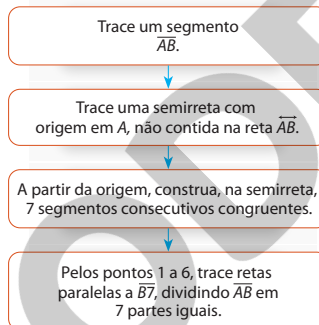 Trace um segmento
AB.
Trace uma semirreta com
origem em A, não contida na reta AB.
A partir da origem, construa, na semirreta,
7 segmentos consecutivos congruentes.
Pelos pontos 1 a 6, trace retas
paralelas a B7, dividindo AB em
7 partes iguais.